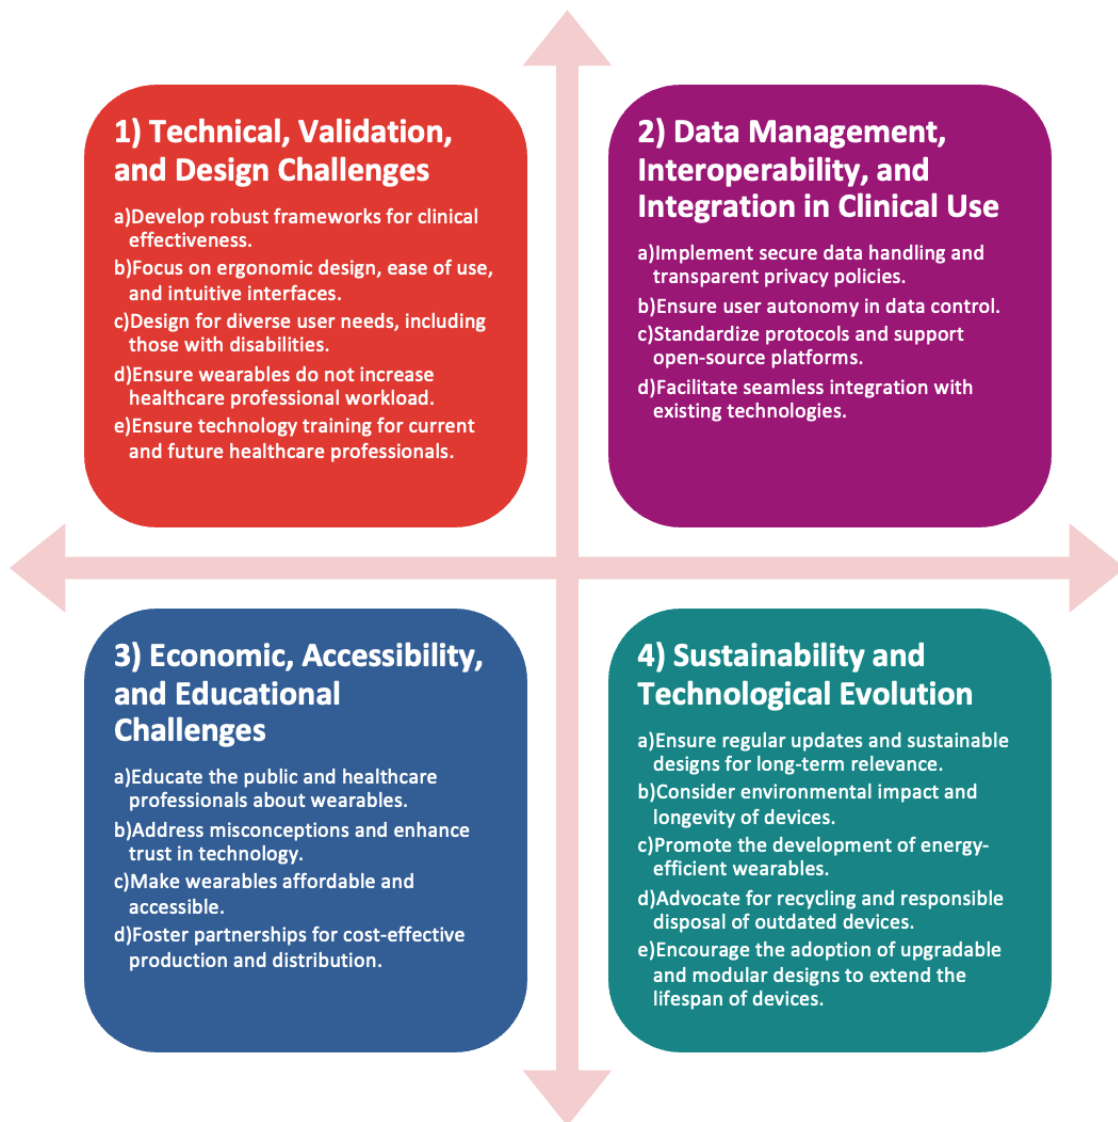 1) Technical, Validation,
and Design Challenges
a)Develop robust frameworks for clinical
effectiveness.
b)Focus on ergonomic design, ease of use,
and intuitive interfaces.
c)Design for diverse user needs, including
those with disabilities.
d)Ensure wearables do not increase
healthcare professional workload.
e)Ensure technology training for current
and future healthcare professionals.
2) Data Management,
Interoperability, and
Integration in Clinical Use
a)Implement secure data handling and
transparent privacy policies.
b)Ensure user autonomy in data control.
c)Standardize protocols and support
open-source platforms.
d)Facilitate seamless integration with
existing technologies.
3) Economic, Accessibility,
and Educational
Challenges
a)Educate the public and healthcare
professionals about wearables.
b)Address misconceptions and enhance
trust in technology.
c)Make wearables affordable and
accessible.
d)Foster partnerships for cost-effective
production and distribution.
4) Sustainability and
Technological Evolution
a)Ensure regular updates and sustainable
designs for long-term relevance.
b)Consider environmental impact and
longevity of devices.
c)Promote the development of energy-
efficient wearables.
d)Advocate for recycling and responsible
disposal of outdated devices.
e)Encourage the adoption of upgradable
and modular designs to extend the
lifespan of devices.